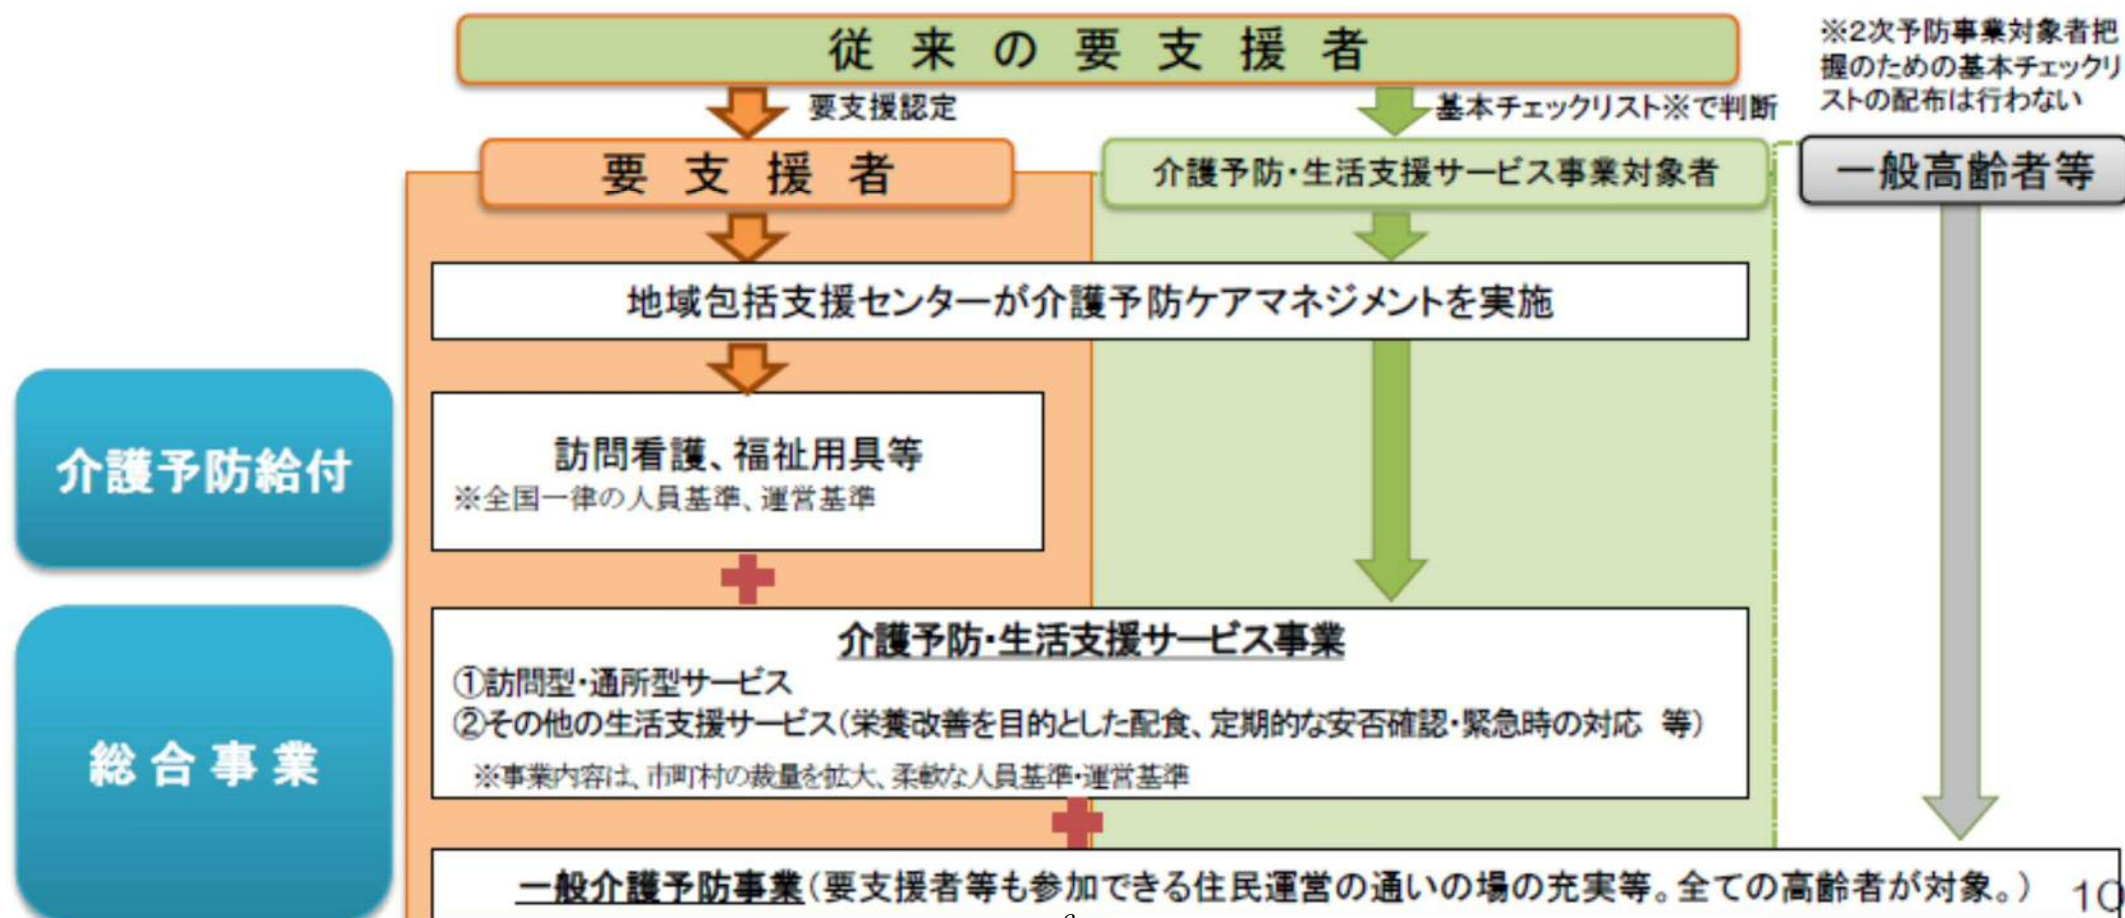 従来の要支援者
※2次予防事業対象者把
握のための基本チェックリ
ストの配布は行わない
要支援認定
基本チェックリスト※で判断
要支援者
介護予防・生活支援サービス事業対象者
一般高齢者等
地域包括支援センターが介護予防ケアマネジメントを実施
介護予防給付
訪問看護、福祉用具等
※全国一律の人員基準、運営基準
総合事業
介護予防・生活支援サービス事業
①訪問型・通所型サービス
②その他の生活支援サービス(栄養改善を目的とした配食、定期的な安否確認・緊急時の対応 等)
※事業内容は、市町村の裁量を拡大、柔軟な人員基準・運営基準
一般介護予防事業(要支援者等も参加できる住民運営の通いの場の充実等。全ての高齢者が対象。)